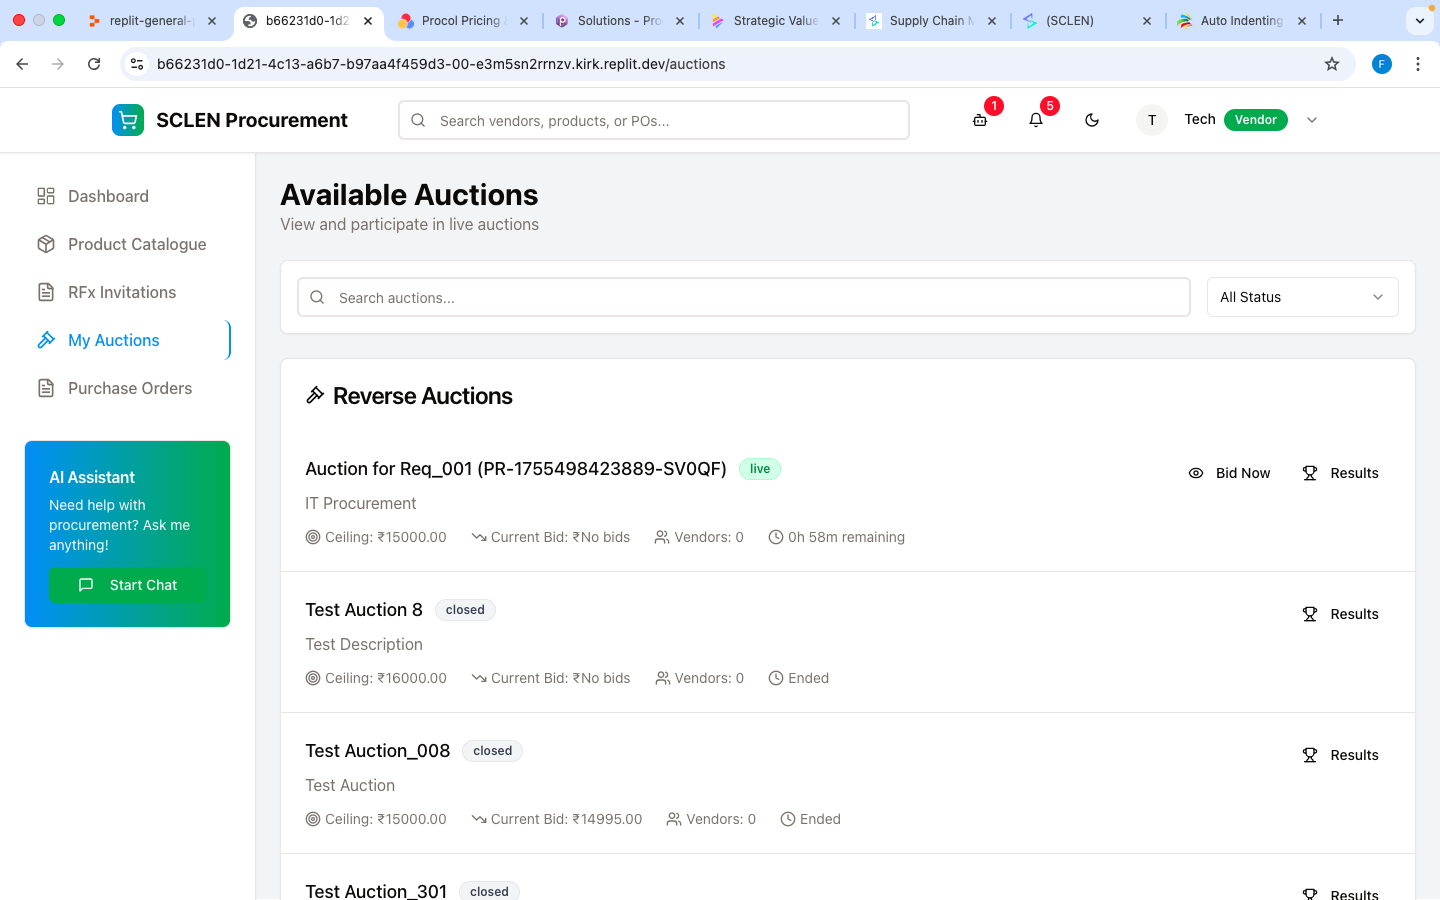 replit-general-
b66231d0-1d2
Procol Pricing
Solutions - Pro
Strategic Value
Supply Chain M
(SCLEN)
Auto Indenting
b66231d0-1d21-4c13-a6b7-b97aa4f459d3-00-e3m5sn2rrnzv.kirk.replit.dev/auctions
F
SCLEN Procurement
Search vendors, products, or POs...
1
5
T
Tech
Vendor
Dashboard
Product Catalogue
RFx Invitations
My Auctions
Purchase Orders
AI Assistant
Need help with
procurement? Ask me
anything!
Start Chat
Available Auctions
View and participate in live auctions
Search auctions...
All Status
Reverse Auctions
Auction for Req_001 (PR-1755498423889-SV0QF) live
Bid Now
Results
IT Procurement
Ceiling: ₹15000.00 Current Bid: ₹No bids Vendors: 0 0h 58m remaining
Test Auction 8 closed
Results
Test Description
Ceiling: ₹16000.00 Current Bid: ₹No bids Vendors: 0 Ended
Test Auction_008 closed
Results
Test Auction
Ceiling: ₹15000.00 Current Bid: ₹14995.00 Vendors: 0 Ended
Test Auction_301 closed
Results